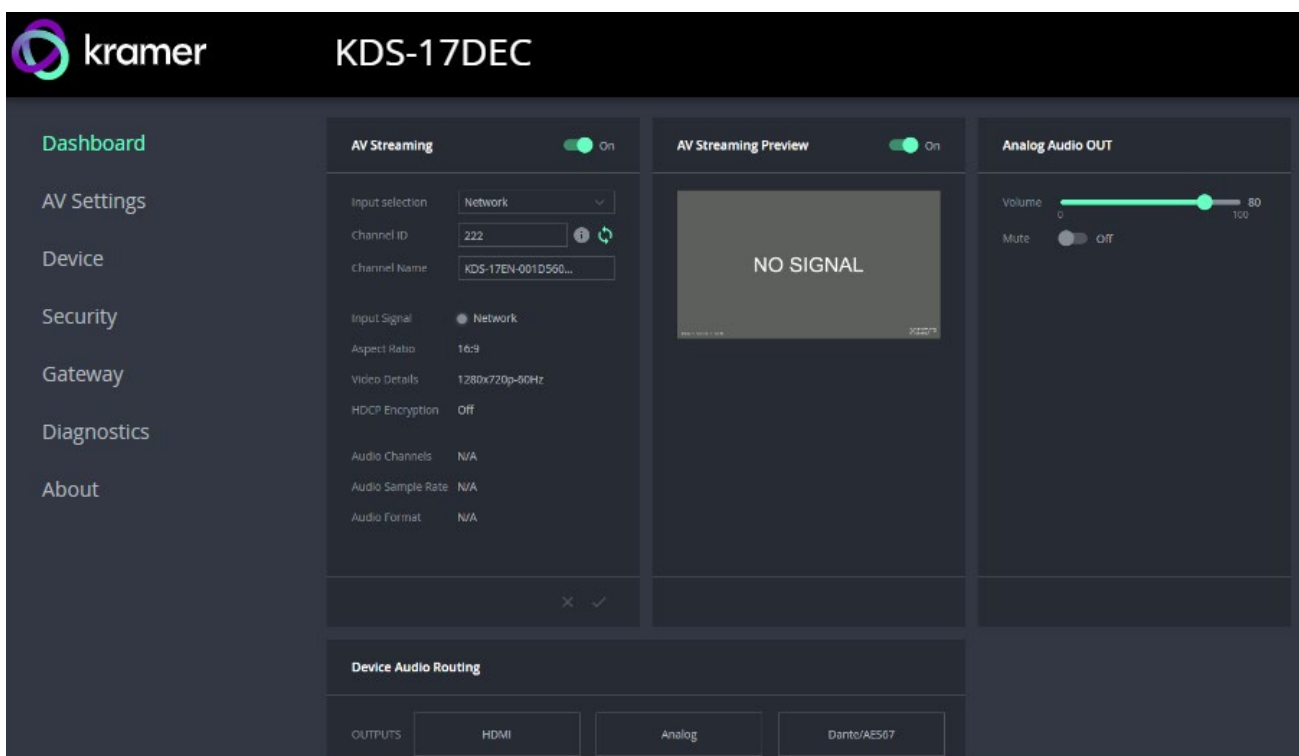 kramer KDS-17DEC
Dashboard
AV Settings
Device
Security
Gateway
Diagnostics
About
AV Streaming On
Input selection Network
Channel ID 222
Channel Name KDS-17EN-001D560...
Input Signal Network
Aspect Ratio 16:9
Video Details 1280x720p-60Hz
HDCP Encryption Off
Audio Channels N/A
Audio Sample Rate N/A
Audio Format N/A
AV Streaming Preview On
NO SIGNAL
Analog Audio OUT
Volume 80
0 100
Mute Off
Device Audio Routing
OUTPUTS HDMI Analog Dante/AES67